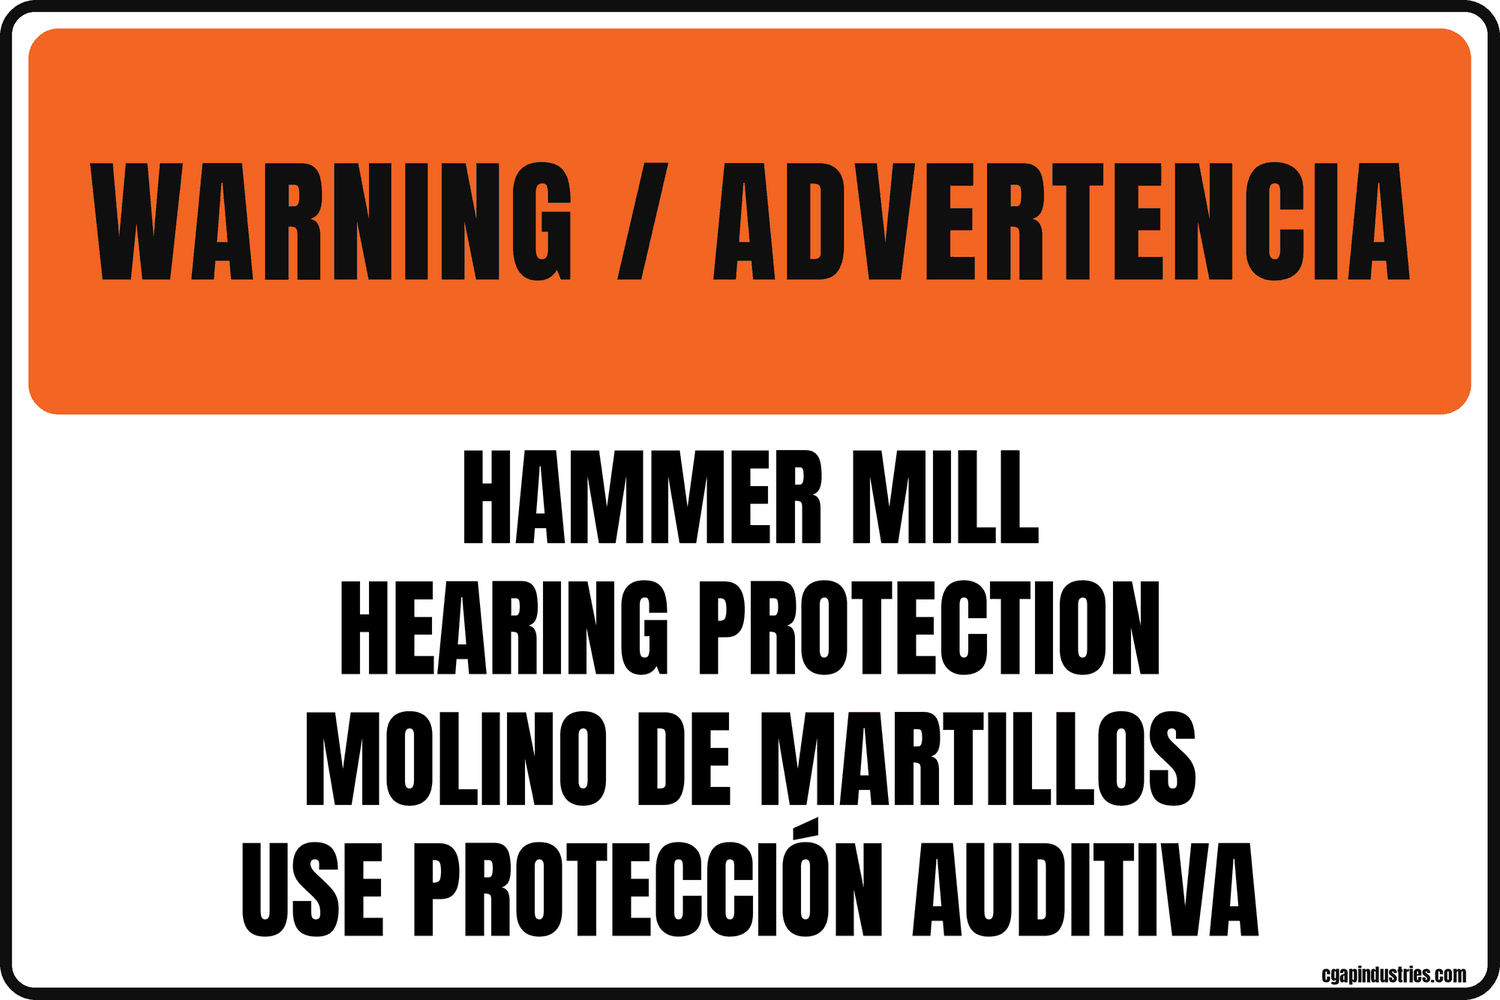 WARNING / ADVERTENCIA
HAMMER MILL
HEARING PROTECTION
MOLINO DE MARTILLOS
USE PROTECCIÓN AUDITIVA
cgapindustries.com